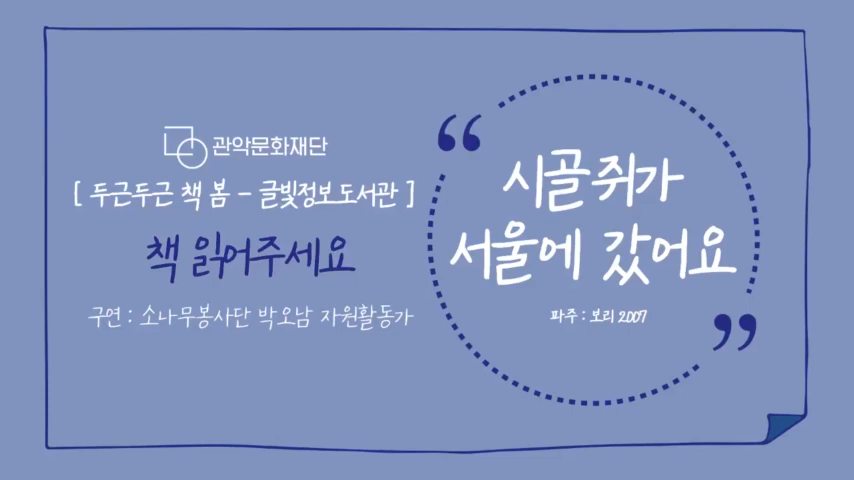 관악문화재단
[ 두근두근 책 봄 - 글빛정보도서관 ]
책 읽어주세요
구연 : 소나무봉사단 박오남 자원활동가
“
시골쥐가
서울에 갔어요
파주 : 보리 2007
”